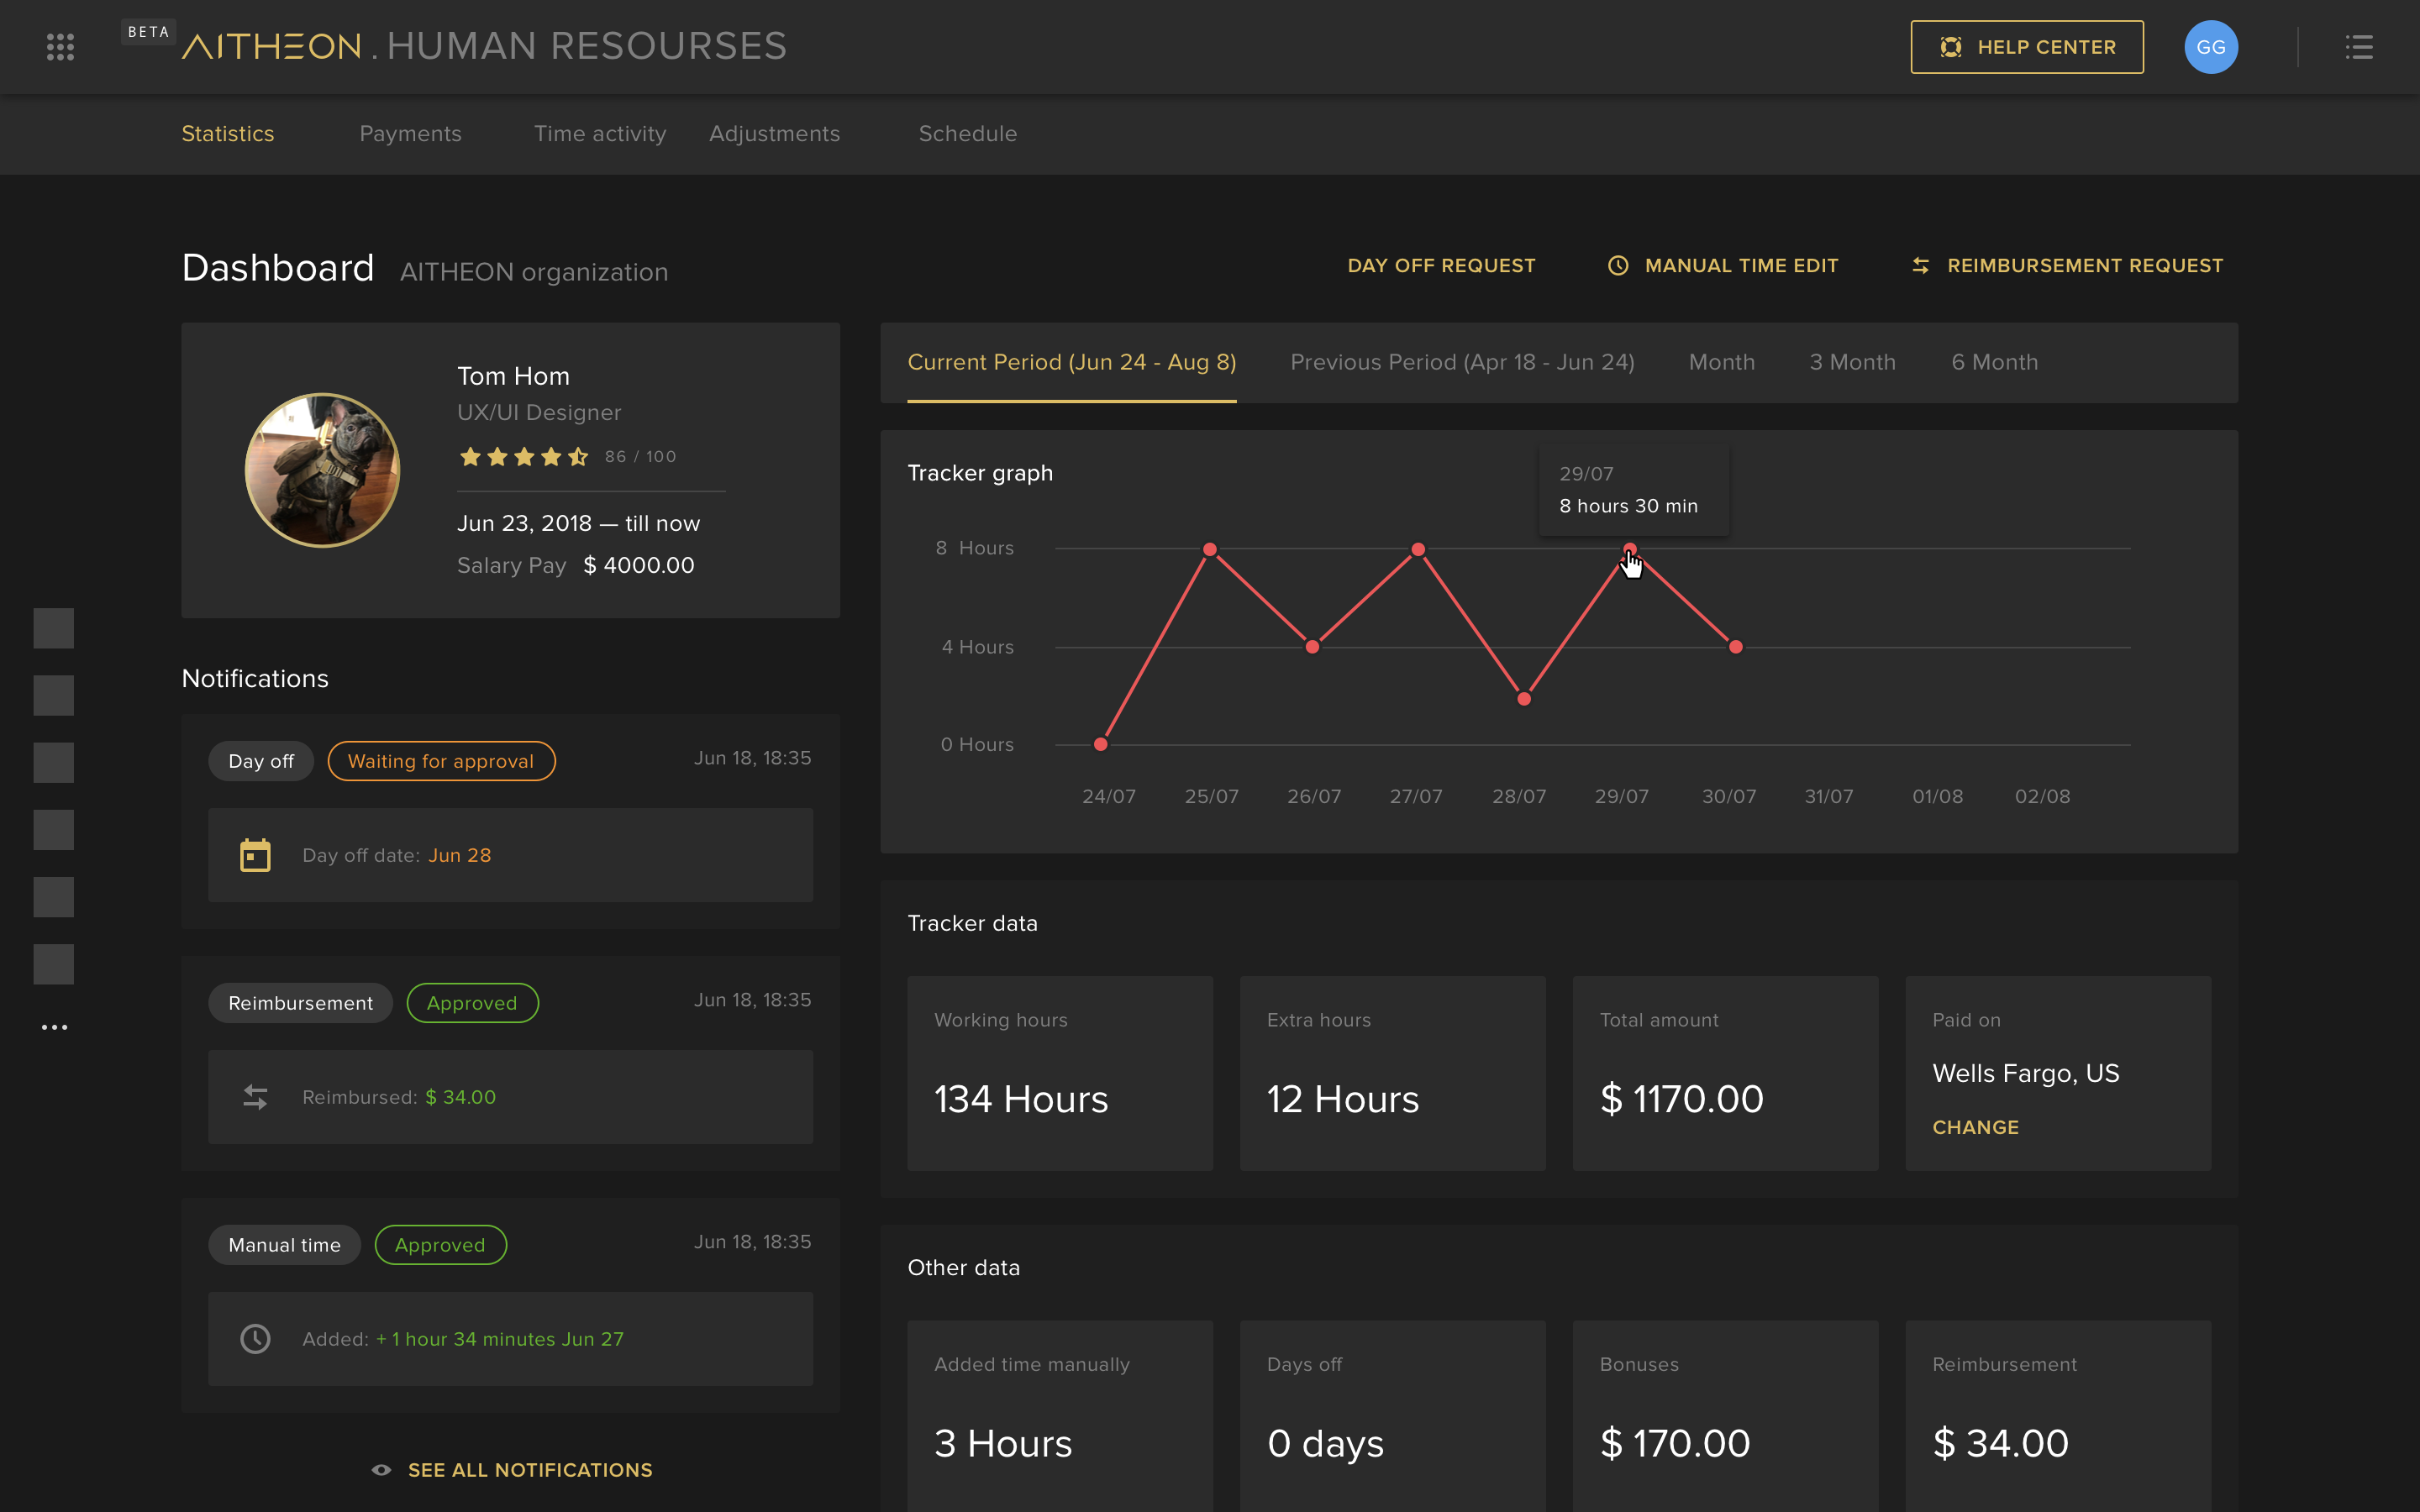 BETA
AITHEON . HUMAN RESOURSES
HELP CENTER
GG
Statistics
Payments
Time activity
Adjustments
Schedule
Dashboard
AITHEON organization
DAY OFF REQUEST
MANUAL TIME EDIT
REIMBURSEMENT REQUEST
Tom Hom
UX/UI Designer
86 / 100
Jun 23, 2018 — till now
Salary Pay $ 4000.00
Notifications
Day off
Waiting for approval
Jun 18, 18:35
Day off date: Jun 28
Reimbursement
Approved
Jun 18, 18:35
Reimbursed: $ 34.00
Manual time
Approved
Jun 18, 18:35
Added: + 1 hour 34 minutes Jun 27
SEE ALL NOTIFICATIONS
Current Period (Jun 24 - Aug 8)
Previous Period (Apr 18 - Jun 24)
Month
3 Month
6 Month
Tracker graph
29/07
8 hours 30 min
8 Hours
4 Hours
0 Hours
24/07
25/07
26/07
27/07
28/07
29/07
30/07
31/07
01/08
02/08
Tracker data
Working hours
134 Hours
Extra hours
12 Hours
Total amount
$ 1170.00
Paid on
Wells Fargo, US
CHANGE
Other data
Added time manually
3 Hours
Days off
0 days
Bonuses
$ 170.00
Reimbursement
$ 34.00